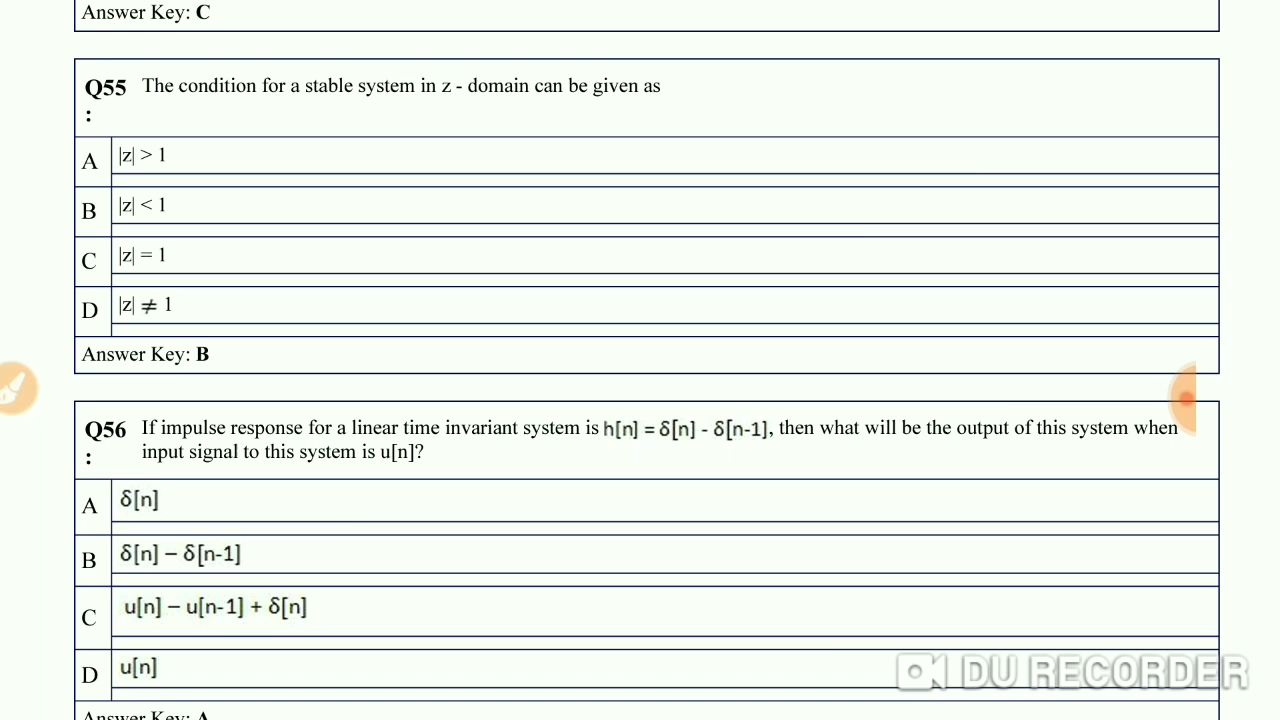 Answer Key: C
Q55 The condition for a stable system in z - domain can be given as
:
A |z| > 1
B |z| < 1
C |z| = 1
D |z| ≠ 1
Answer Key: B
Q56 If impulse response for a linear time invariant system is h[n] = δ[n] - δ[n-1], then what will be the output of this system when
: input signal to this system is u[n]?
A δ[n]
B δ[n] – δ[n-1]
C u[n] – u[n-1] + δ[n]
D u[n]
DU RECORDER
Answer Key: A